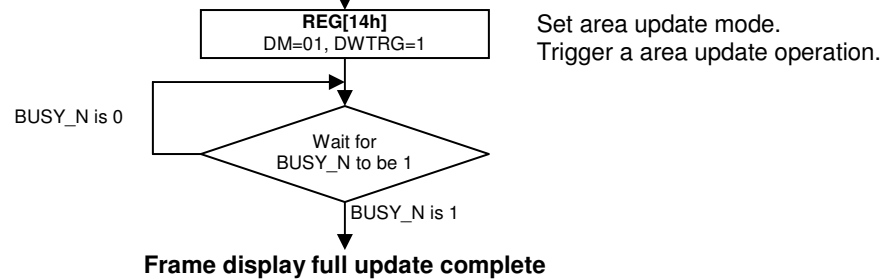 REG[14h]
DM=01, DWTRG=1
Set area update mode.
Trigger a area update operation.
BUSY_N is 0
Wait for
BUSY_N to be 1
BUSY_N is 1
Frame display full update complete